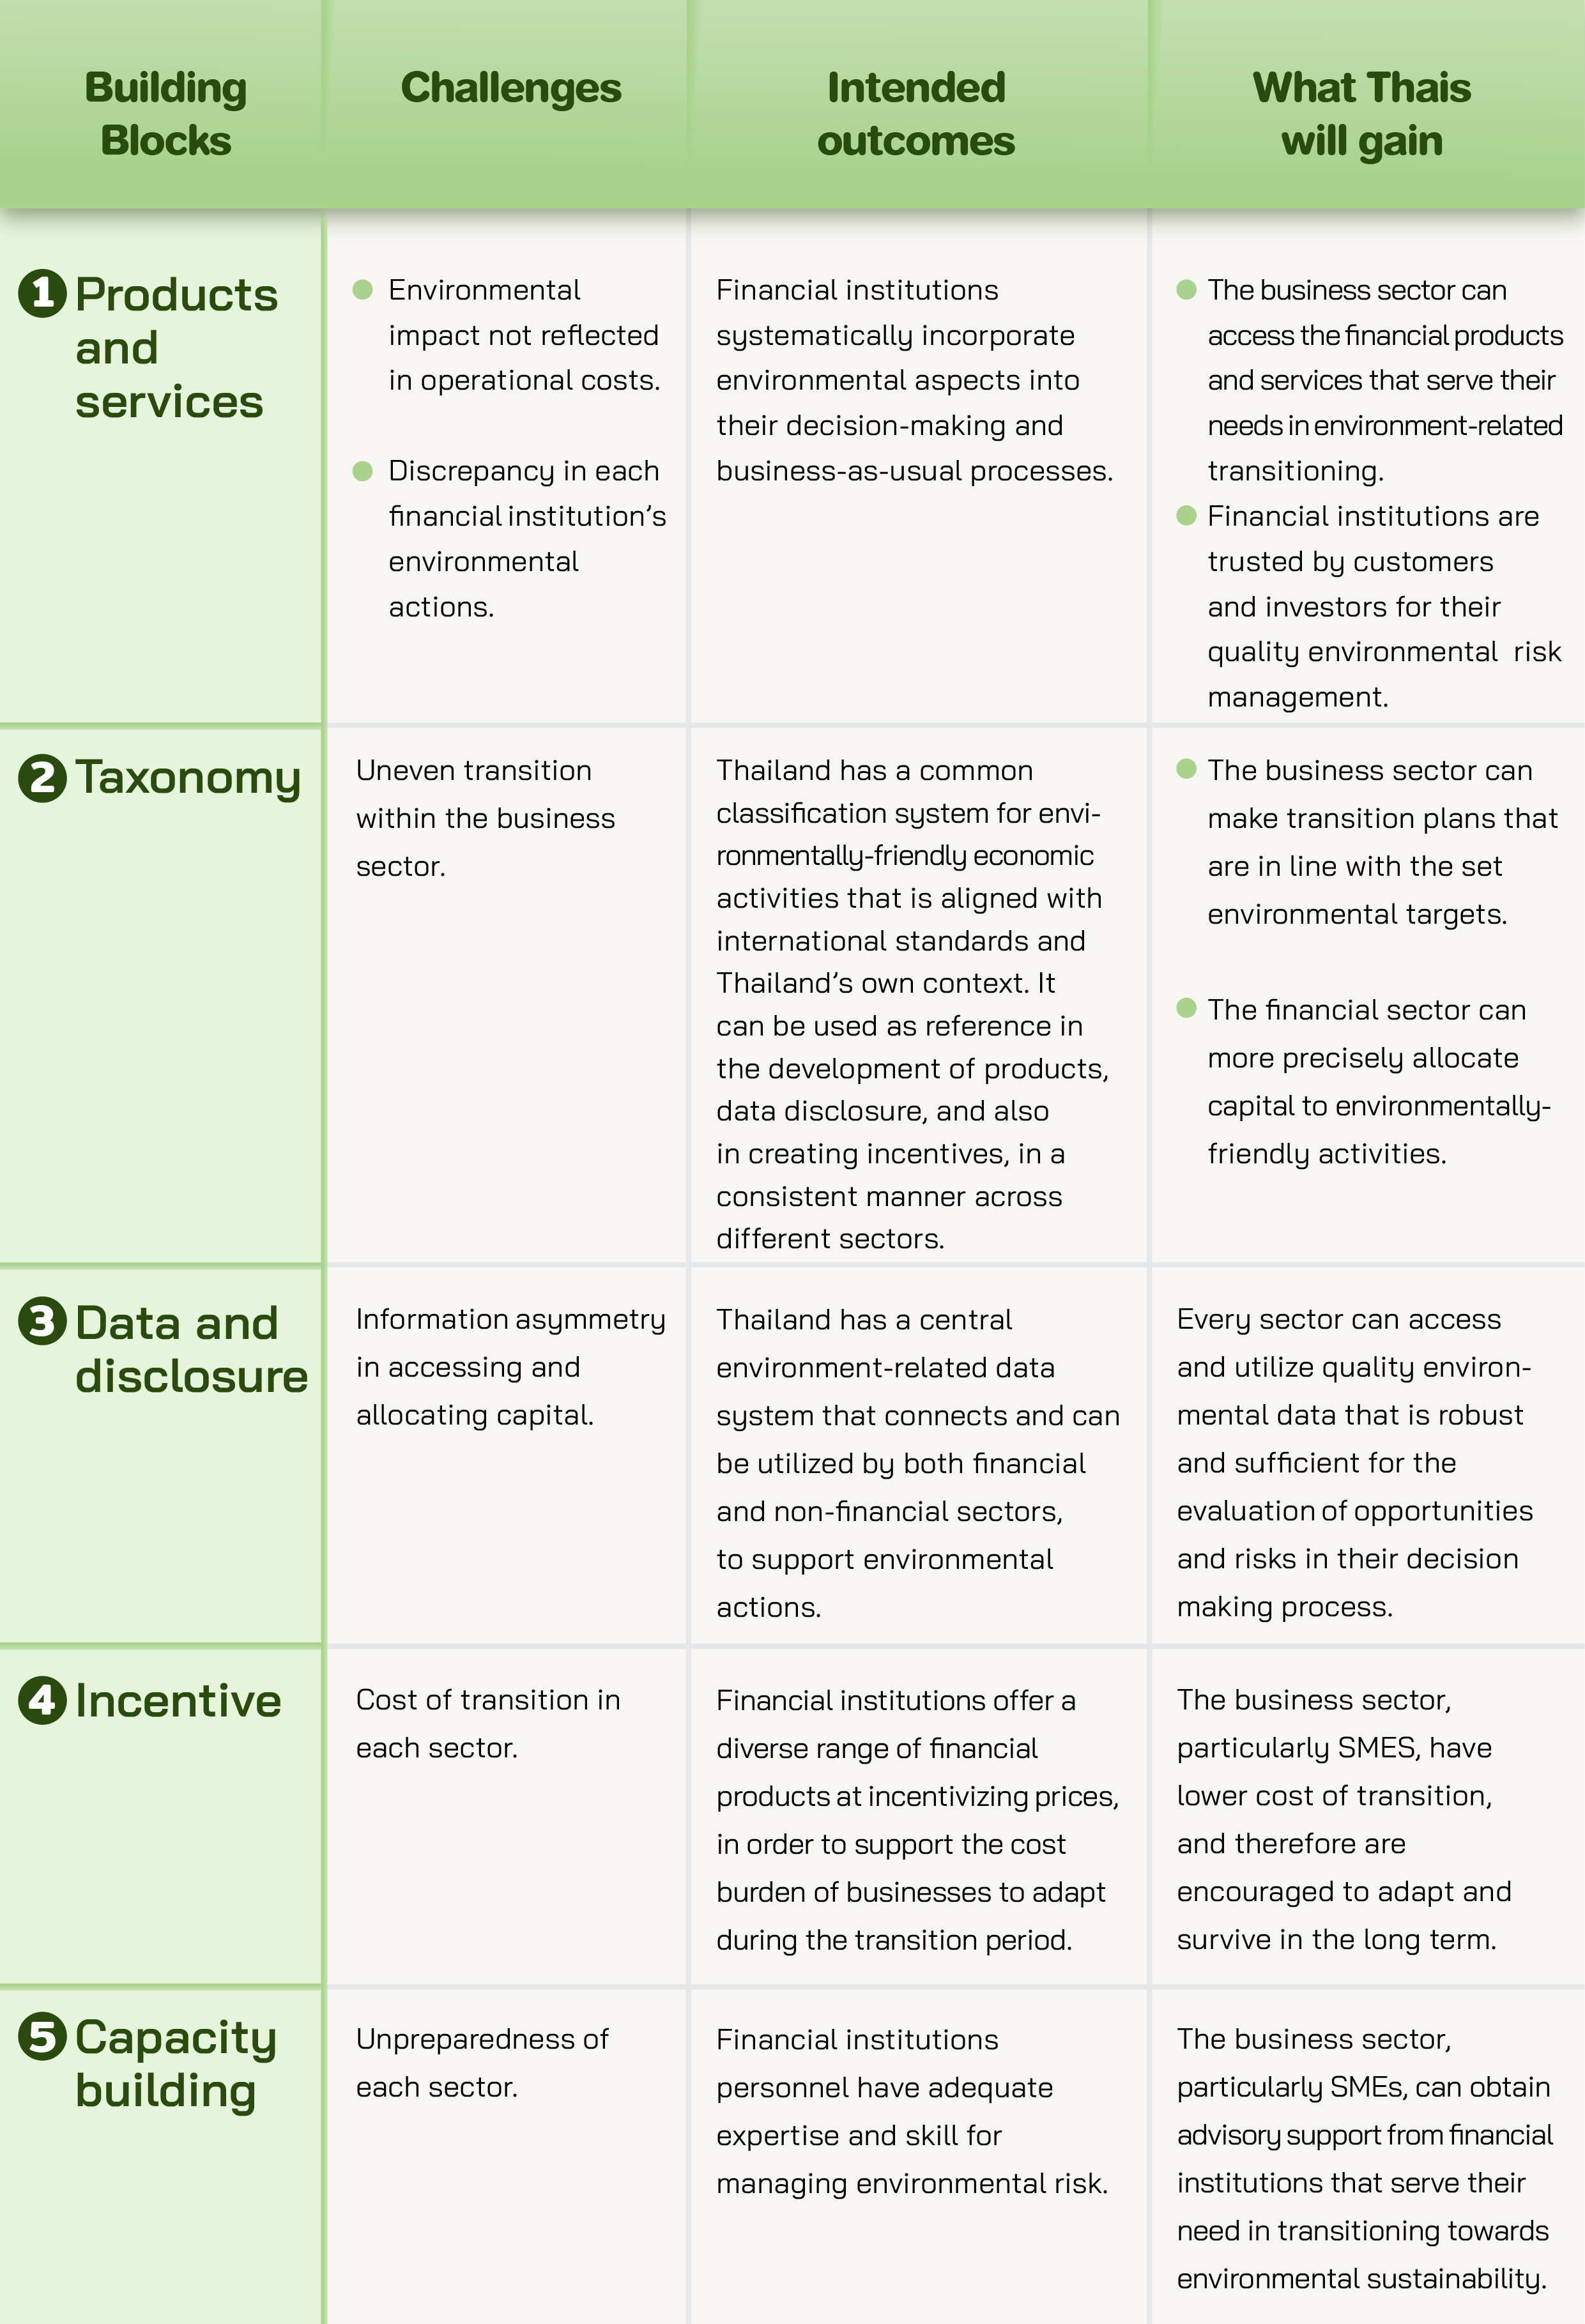 Building
Blocks
Challenges
Intended
outcomes
What Thais
will gain
1 Products
and
services
Environmental
impact not reflected
in operational costs.
Discrepancy in each
financial institution’s
environmental
actions.
Financial institutions
systematically incorporate
environmental aspects into
their decision-making and
business-as-usual processes.
The business sector can
access the financial products
and services that serve their
needs in environment-related
transitioning.
Financial institutions are
trusted by customers
and investors for their
quality environmental risk
management.
2 Taxonomy
Uneven transition
within the business
sector.
Thailand has a common
classification system for envi-
ronmentally-friendly economic
activities that is aligned with
international standards and
Thailand’s own context. It
can be used as reference in
the development of products,
data disclosure, and also
in creating incentives, in a
consistent manner across
different sectors.
The business sector can
make transition plans that
are in line with the set
environmental targets.
The financial sector can
more precisely allocate
capital to environmentally-
friendly activities.
3 Data and
disclosure
Information asymmetry
in accessing and
allocating capital.
Thailand has a central
environment-related data
system that connects and can
be utilized by both financial
and non-financial sectors,
to support environmental
actions.
Every sector can access
and utilize quality environ-
mental data that is robust
and sufficient for the
evaluation of opportunities
and risks in their decision
making process.
4 Incentive
Cost of transition in
each sector.
Financial institutions offer a
diverse range of financial
products at incentivizing prices,
in order to support the cost
burden of businesses to adapt
during the transition period.
The business sector,
particularly SMES, have
lower cost of transition,
and therefore are
encouraged to adapt and
survive in the long term.
5 Capacity
building
Unpreparedness of
each sector.
Financial institutions
personnel have adequate
expertise and skill for
managing environmental risk.
The business sector,
particularly SMEs, can obtain
advisory support from financial
institutions that serve their
need in transitioning towards
environmental sustainability.